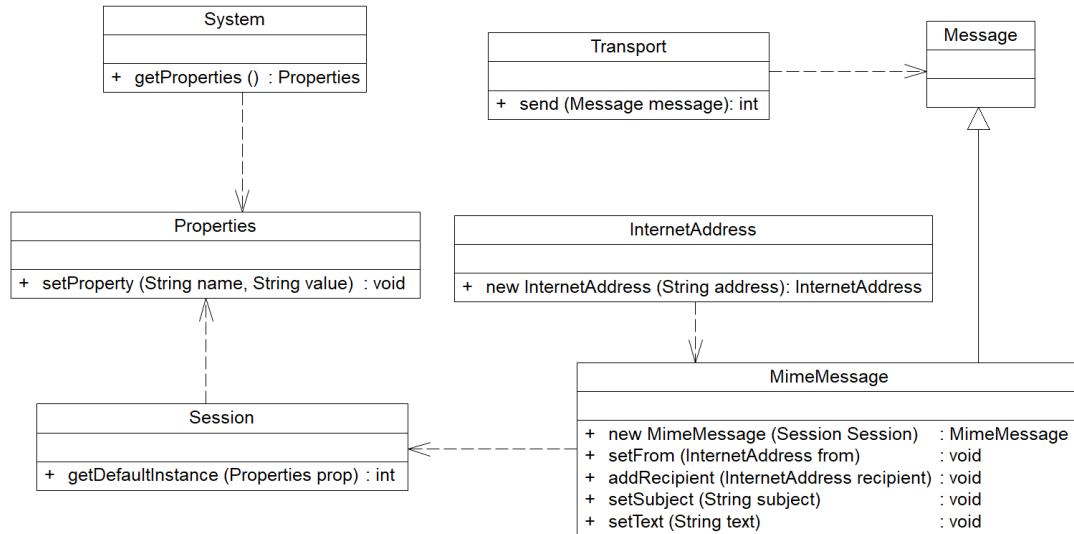 System
+ getProperties () : Properties
Transport
+ send (Message message): int
Message
Properties
+ setProperty (String name, String value) : void
InternetAddress
+ new InternetAddress (String address): InternetAddress
Session
+ getDefaultInstance (Properties prop) : int
MimeMessage
+ new MimeMessage (Session Session) : MimeMessage
+ setFrom (InternetAddress from) : void
+ addRecipient (InternetAddress recipient) : void
+ setSubject (String subject) : void
+ setText (String text) : void